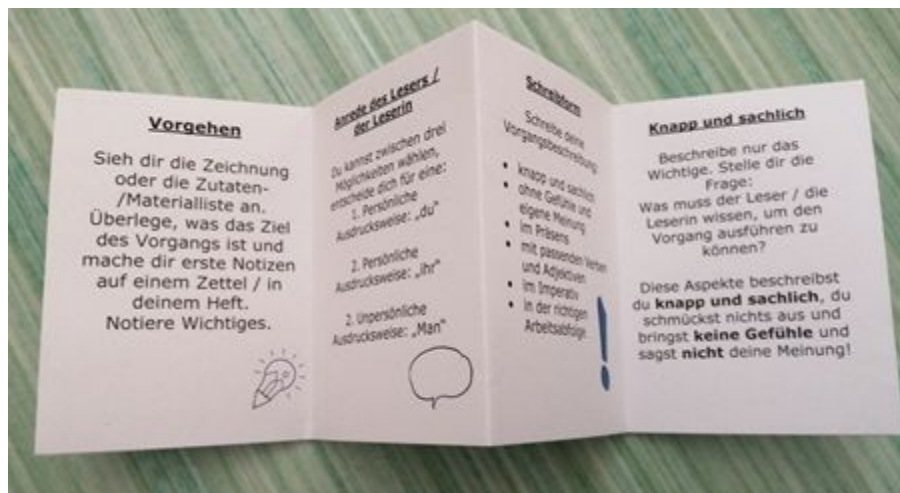 Vorgehen
Sieh dir die Zeichnung
oder die Zutaten-
/Materialliste an.
Überlege, was das Ziel
des Vorgangs ist und
mache dir erste Notizen
auf einem Zettel / in
deinem Heft.
Notiere Wichtiges.
Anrede des Lesers /
der Leserin
Du kannst zwischen drei
Möglichkeiten wählen,
entscheide dich für eine:
1. Persönliche
Ausdrucksweise: „du"
2. Persönliche
Ausdrucksweise: „ihr"
2. Unpersönliche
Ausdrucksweise: „Man"
Schreibform
Schreibe deine
Vorgangsbeschreibung:
• knapp und sachlich
• ohne Gefühle und
eigene Meinung
• im Präsens
• mit passenden Verben
und Adjektiven
• im Imperativ
• in der richtigen
Arbeitsabfolge
Knapp und sachlich
Beschreibe nur das
Wichtige. Stelle dir die
Frage:
Was muss der Leser / die
Leserin wissen, um den
Vorgang ausführen zu
können?
Diese Aspekte beschreibst
du knapp und sachlich, du
schmückst nichts aus und
bringst keine Gefühle und
sagst nicht deine Meinung!